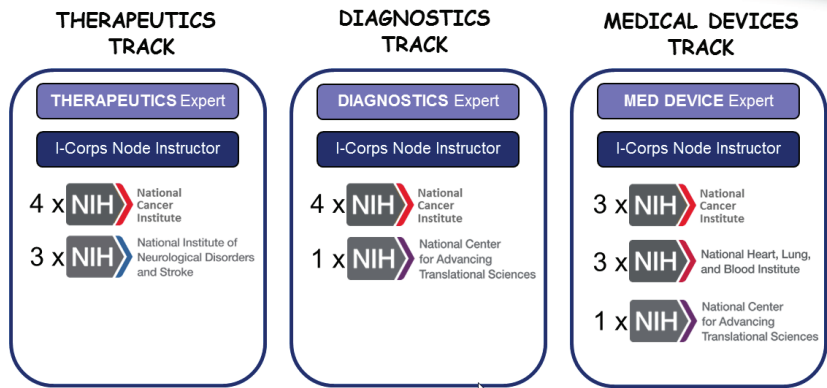 THERAPEUTICS
TRACK
THERAPEUTICS Expert
I-Corps Node Instructor
4 x NIH National
Cancer
Institute
3 x NIH National Institute of
Neurological Disorders
and Stroke
DIAGNOSTICS
TRACK
DIAGNOSTICS Expert
I-Corps Node Instructor
4 x NIH National
Cancer
Institute
1 x NIH National Center
for Advancing
Translational Sciences
MEDICAL DEVICES
TRACK
MED DEVICE Expert
I-Corps Node Instructor
3 x NIH National
Cancer
Institute
3 x NIH National Heart, Lung,
and Blood Institute
1 x NIH National Center
for Advancing
Translational Sciences